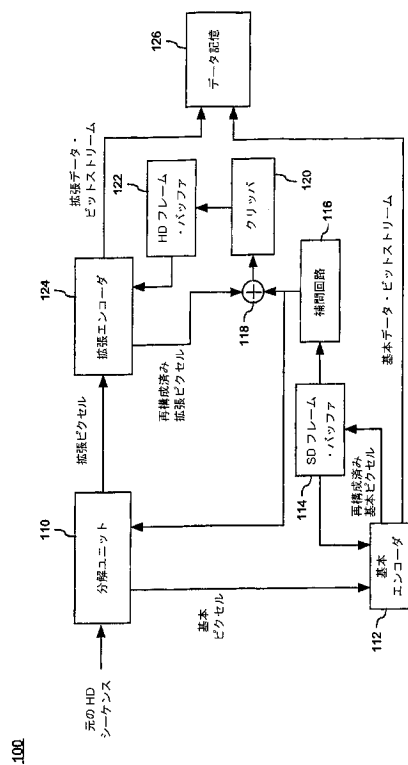 100
元のHD
シーケンス
110
分解ユニット
拡張ピクセル
124
拡張エンコーダ
拡張データ・
ビットストリーム
126
データ記憶
122
HDフレーム
・バッファ
再構成済み
拡張ピクセル
120
クリッパ
118
116
補間回路
基本
ピクセル
114
SDフレーム
・バッファ
再構成済み
基本ピクセル
基本データ・ビットストリーム
112
基本
エンコーダ